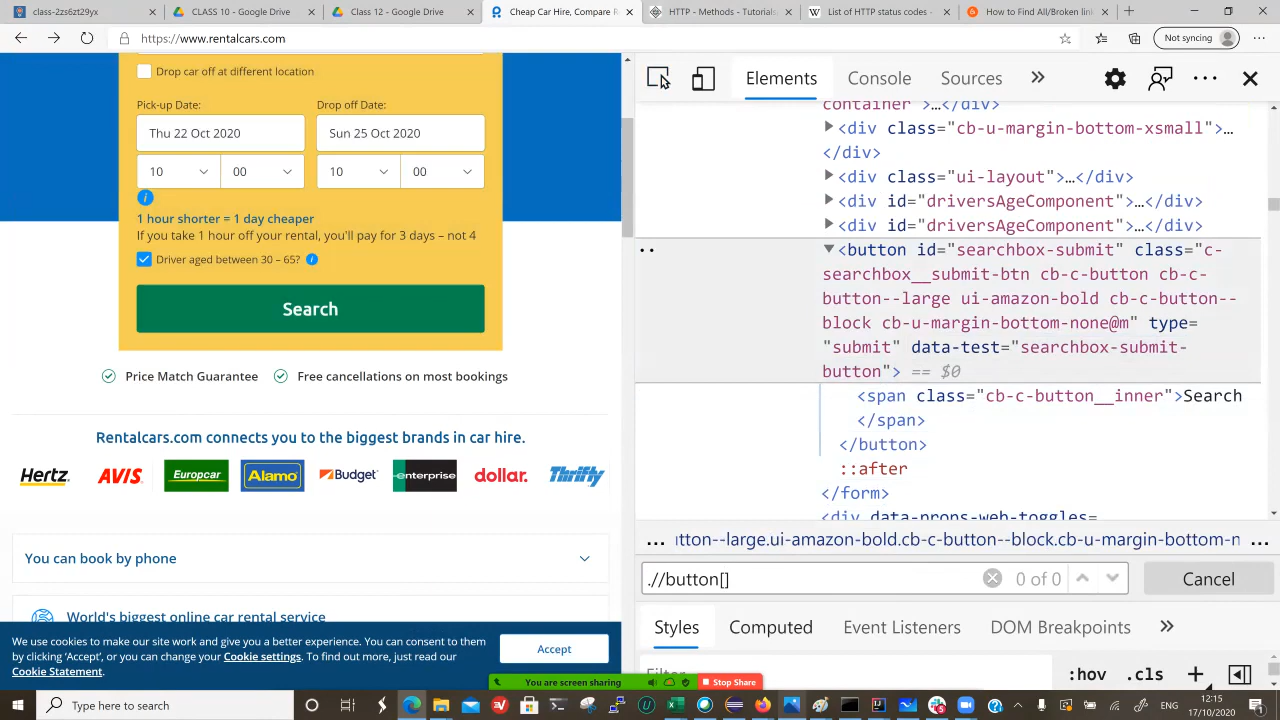 class-2zs6tzt3 - Google Drive
CLASS 10 - Google Drive
Class 12 - Google Drive
Cheap Car Hire, Compare R
HTTP - Methods - Tutorials
List of HTTP status codes -
How to Find All/Broken link
https://www.rentalcars.com
Not syncing
Drop car off at different location
Pick-up Date:
Drop off Date:
Thu 22 Oct 2020
Sun 25 Oct 2020
10
00
10
00
1 hour shorter = 1 day cheaper
If you take 1 hour off your rental, you'll pay for 3 days – not 4
Driver aged between 30 – 65?
Search
Price Match Guarantee
Free cancellations on most bookings
Rentalcars.com connects you to the biggest brands in car hire.
Hertz
AVIS
Europcar
Alamo
Budget
enterprise
dollar.
Thrifty
You can book by phone
World's biggest online car rental service
We use cookies to make our site work and give you a better experience. You can consent to them
by clicking 'Accept', or you can change your Cookie settings. To find out more, just read our
Cookie Statement.
Accept
You are screen sharing
Stop Share
Elements
Console
Sources
container">…</div>
<div class="cb-u-margin-bottom-xsmall">…
</div>
<div class="ui-layout">…</div>
<div id="driversAgeComponent">…</div>
<div id="driversAgeComponent">…</div>
<button id="searchbox-submit" class="c-
searchbox__submit-btn cb-c-button cb-c-
button--large ui-amazon-bold cb-c-button--
block cb-u-margin-bottom-none@m" type=
"submit" data-test="searchbox-submit-
button"> == $0
<span class="cb-c-button__inner">Search
</span>
</button>
::after
</form>
<div data-props-web-toggles=
... utton--large.ui-amazon-bold.cb-c-button--block.cb-u-margin-bottom-n ...
.//button[]
0 of 0
Cancel
Styles
Computed
Event Listeners
DOM Breakpoints
Filter
:hov
.cls
Type here to search
12:15
17/10/2020